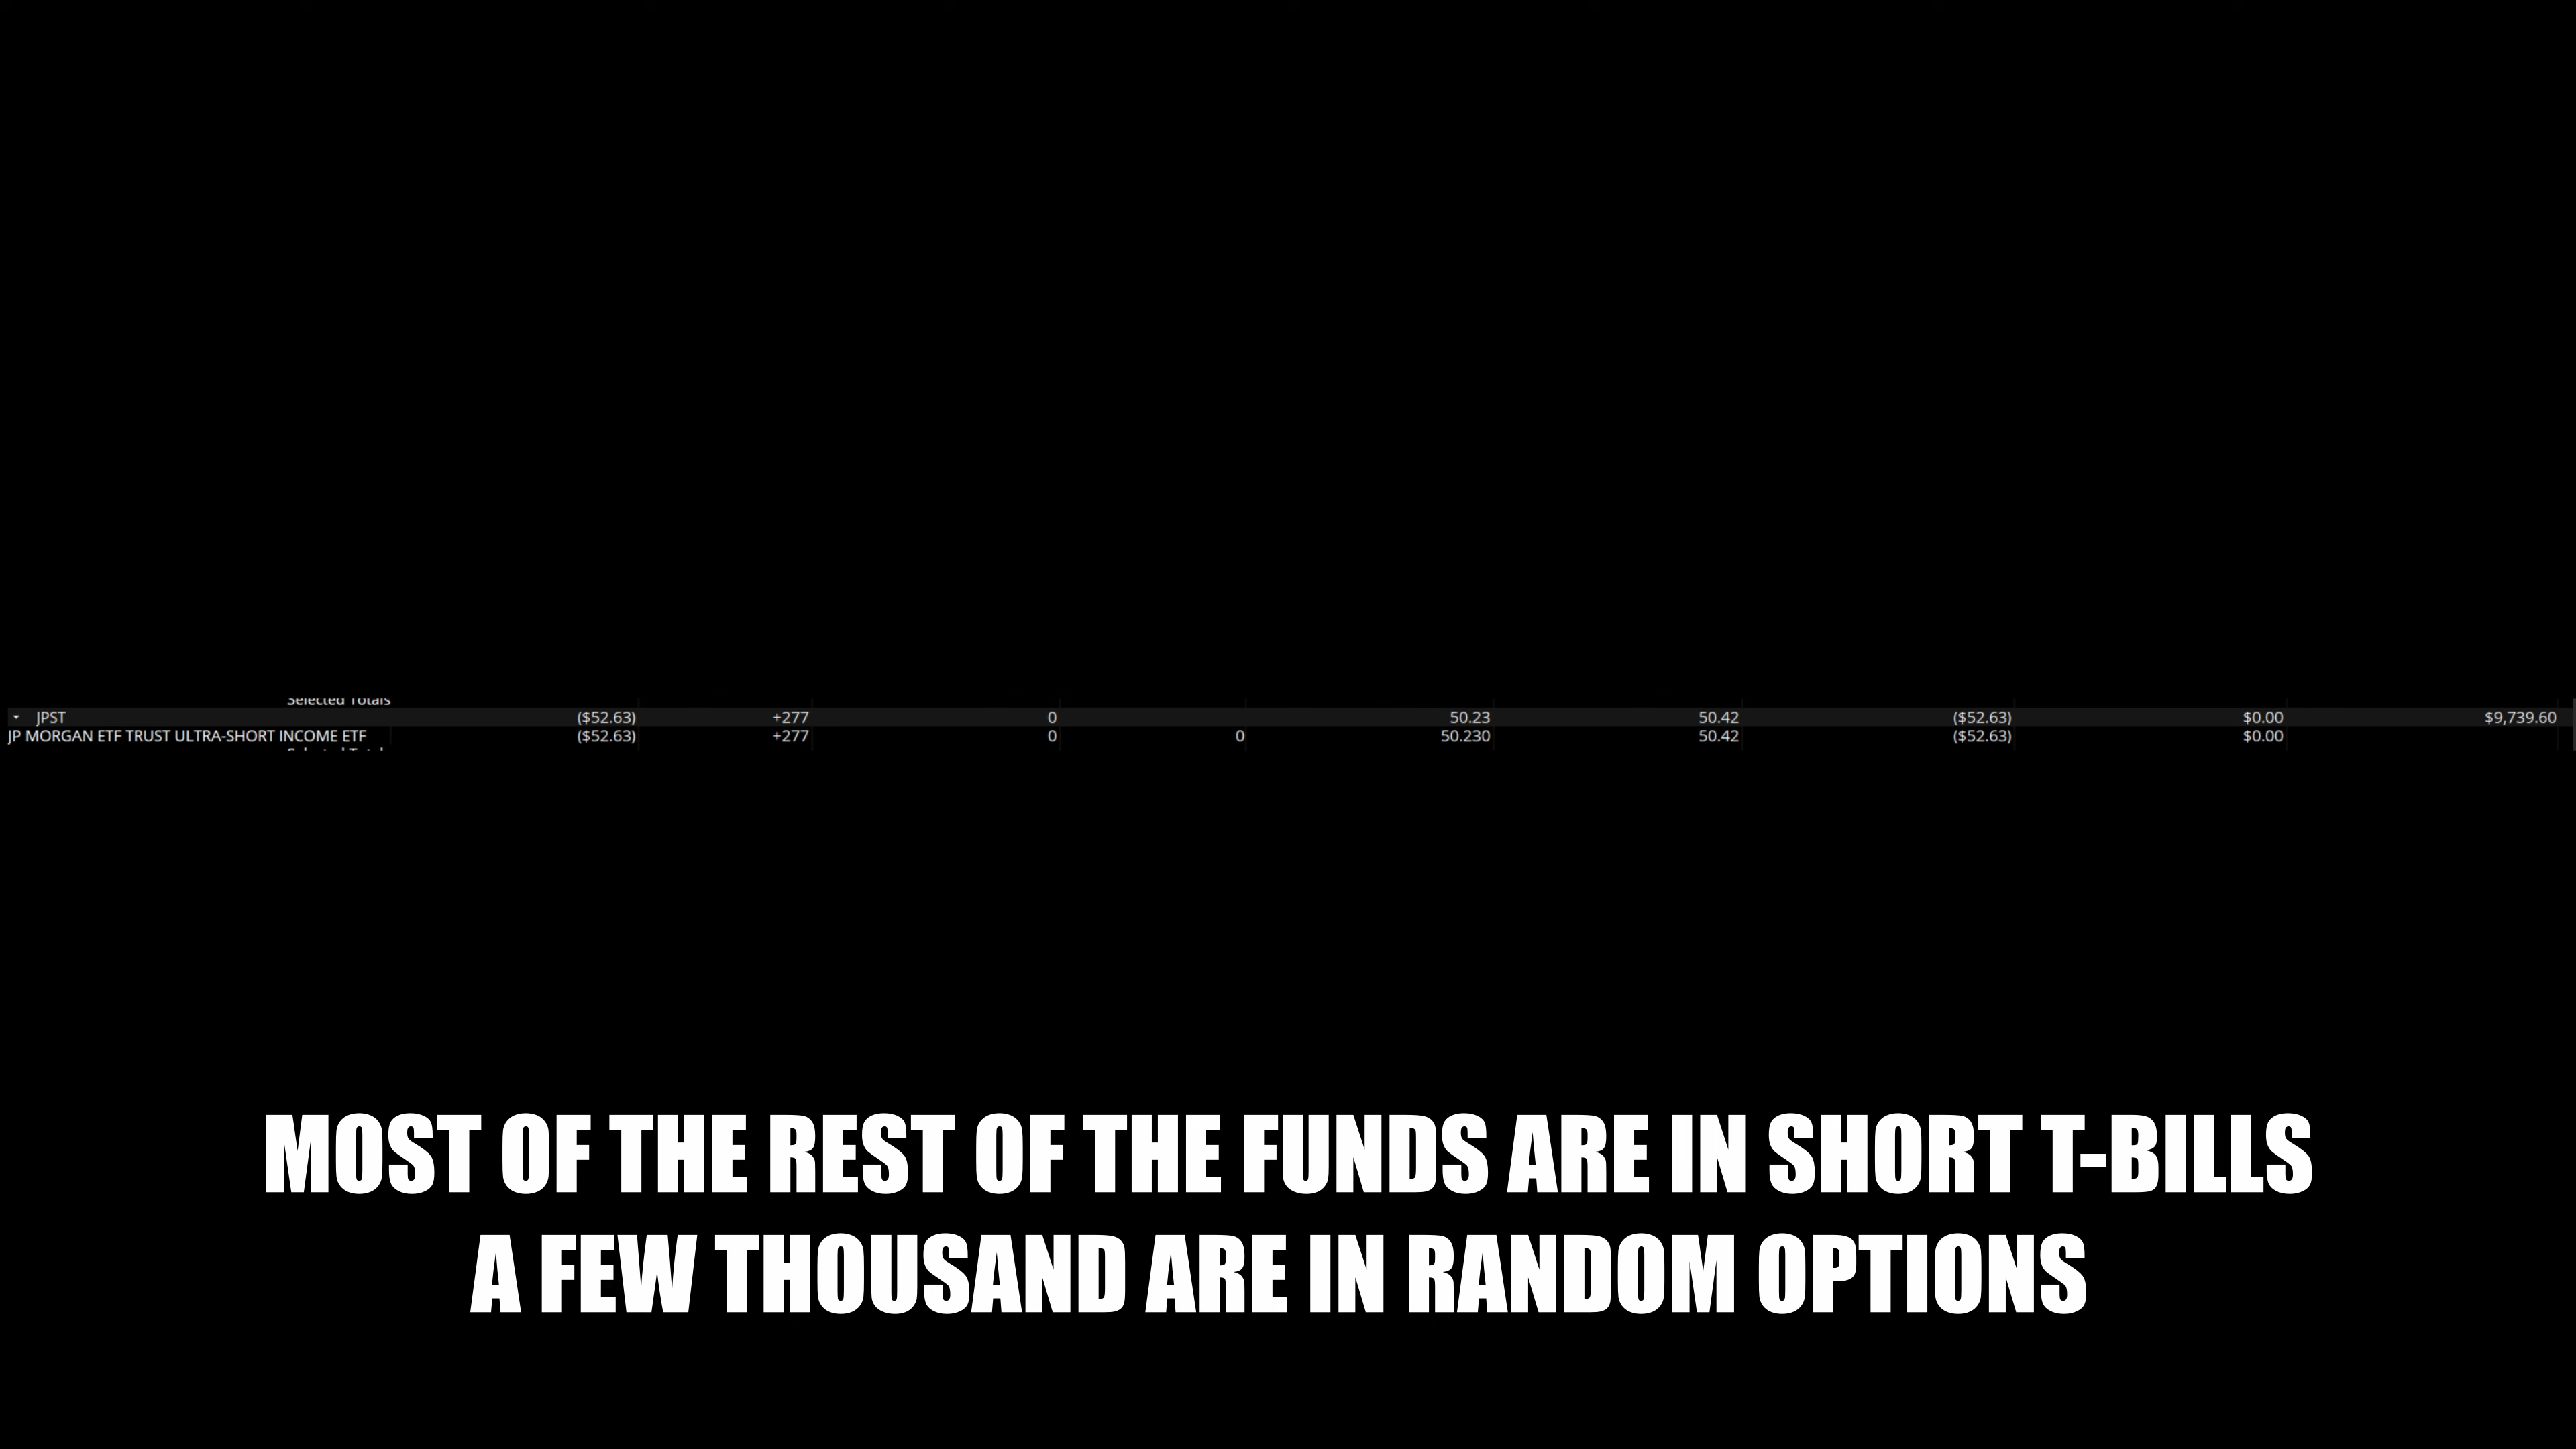 Selected Totals
JPST ($52.63) +277 0 50.23 50.42 ($52.63) $0.00 $9,739.60
JP MORGAN ETF TRUST ULTRA-SHORT INCOME ETF ($52.63) +277 0 0 50.230 50.42 ($52.63) $0.00
MOST OF THE REST OF THE FUNDS ARE IN SHORT T-BILLS
A FEW THOUSAND ARE IN RANDOM OPTIONS